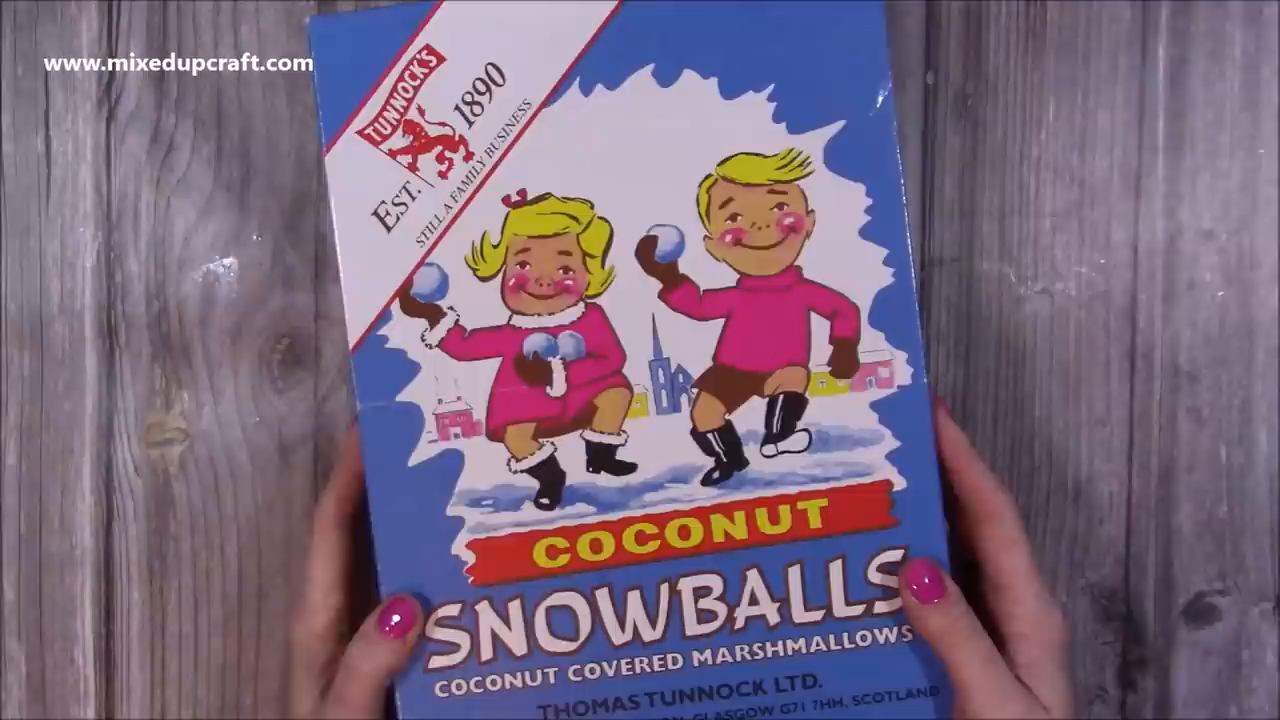 www.mixedupcraft.com
TUNNOCK'S
EST. 1890
STILL A FAMILY BUSINESS
COCONUT
SNOWBALLS
COCONUT COVERED MARSHMALLOWS
THOMAS TUNNOCK LTD.
GLASGOW G71 7HH, SCOTLAND